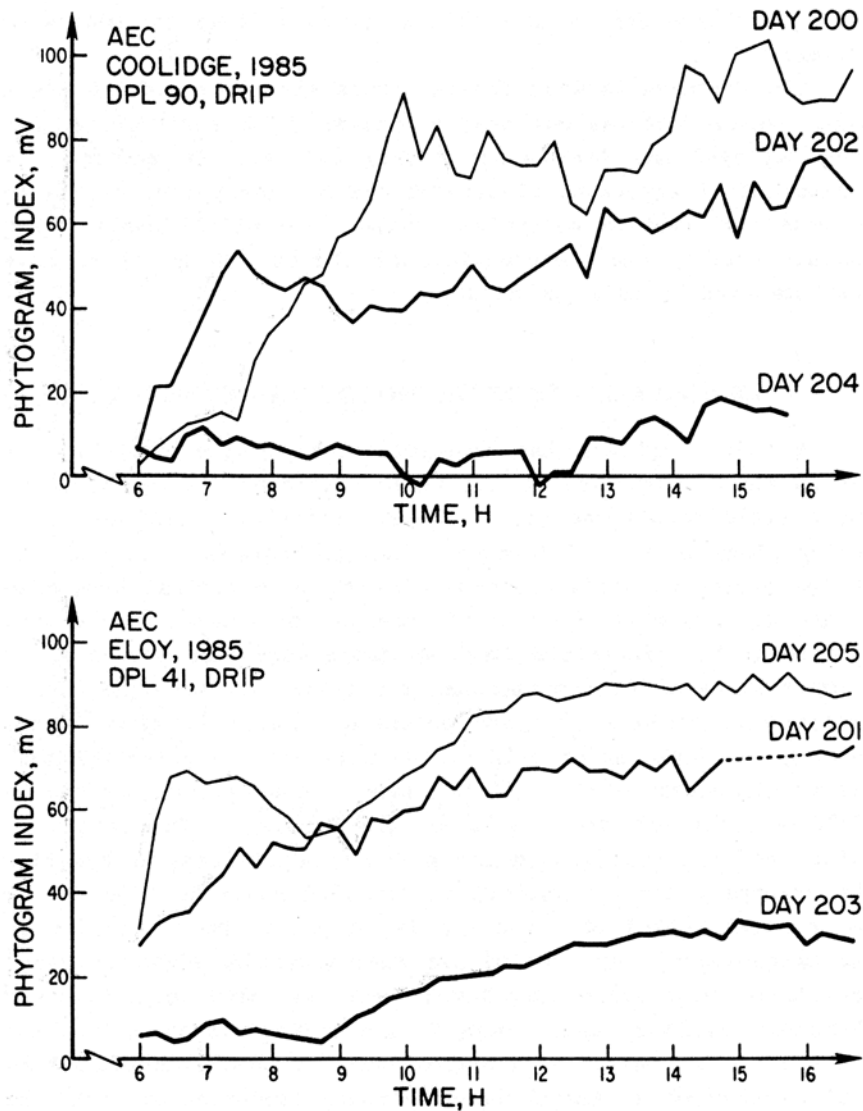 AEC
COOLIDGE, 1985
DPL 90, DRIP
DAY 200
DAY 202
DAY 204
PHYTOGRAM, INDEX, mV
100
80
60
40
20
0
6 7 8 9 10 11 12 13 14 15 16
TIME, H
AEC
ELOY, 1985
DPL 41, DRIP
DAY 205
DAY 201
DAY 203
PHYTOGRAM INDEX, mV
100
80
60
40
20
0
6 7 8 9 10 11 12 13 14 15 16
TIME, H